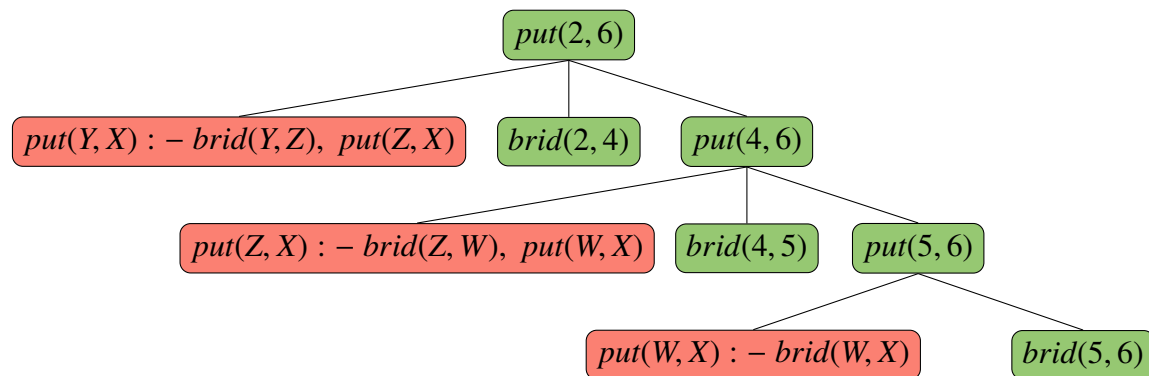 put(2, 6)
put(Y, X) : − brid(Y, Z), put(Z, X)
brid(2, 4)
put(4, 6)
put(Z, X) : − brid(Z, W), put(W, X)
brid(4, 5)
put(5, 6)
put(W, X) : − brid(W, X)
brid(5, 6)